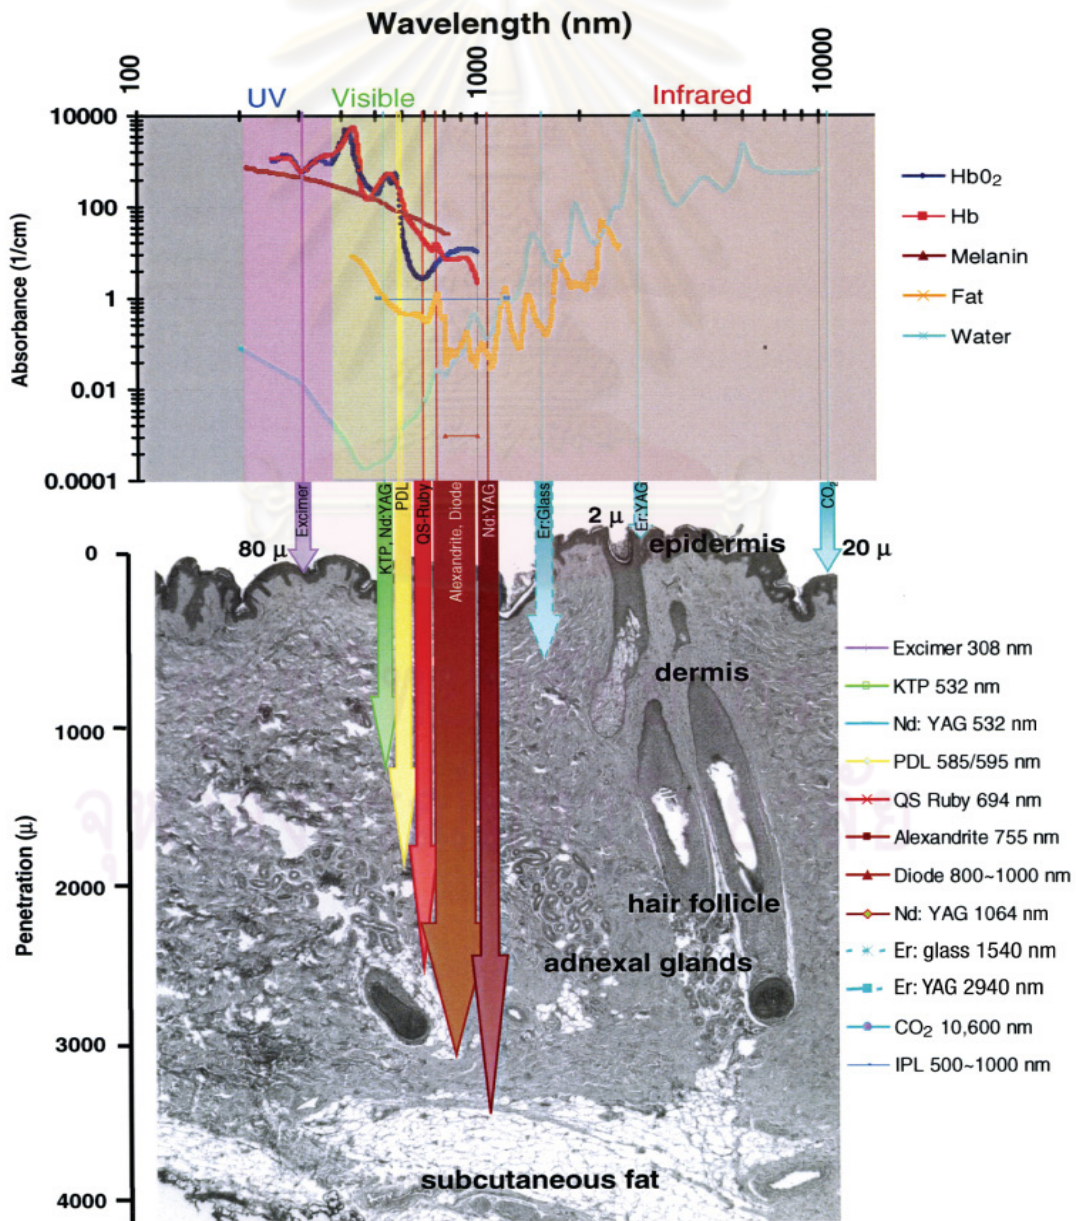 Wavelength (nm)
100
1000
10000
UV
Visible
Infrared
Absorbance (1/cm)
10000
100
1
0.01
0.0001
HbO₂
Hb
Melanin
Fat
Water
Excimer
KTP, Nd:YAG
PDL
QS-Ruby
Alexandrite, Diode
Nd:YAG
Er:Glass
Er:YAG
CO₂
80 μ
2 μ
20 μ
epidermis
dermis
hair follicle
adnexal glands
subcutaneous fat
Penetration (μ)
0
1000
2000
3000
4000
Excimer 308 nm
KTP 532 nm
Nd: YAG 532 nm
PDL 585/595 nm
QS Ruby 694 nm
Alexandrite 755 nm
Diode 800~1000 nm
Nd: YAG 1064 nm
Er: glass 1540 nm
Er: YAG 2940 nm
CO₂ 10,600 nm
IPL 500~1000 nm